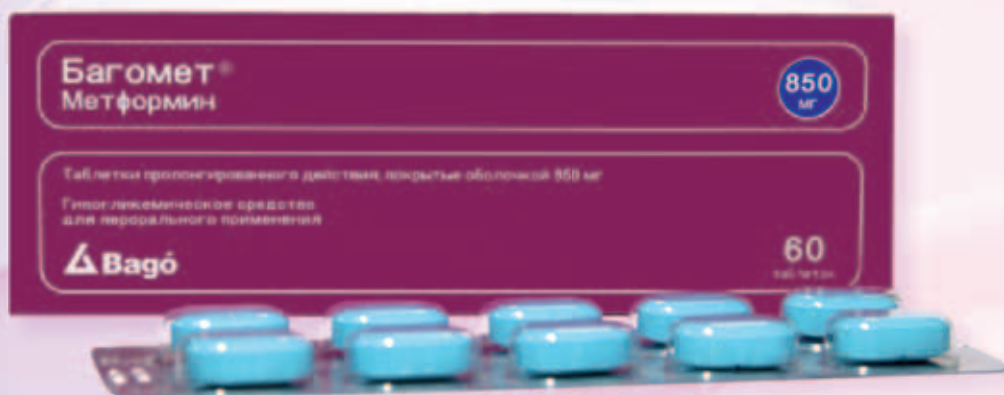 Багомет®
Метформин
850
мг
Таблетки пролонгированного действия, покрытые оболочкой 850 мг
Гипогликемическое средство
для перорального применения
Bagó
60
таблеток